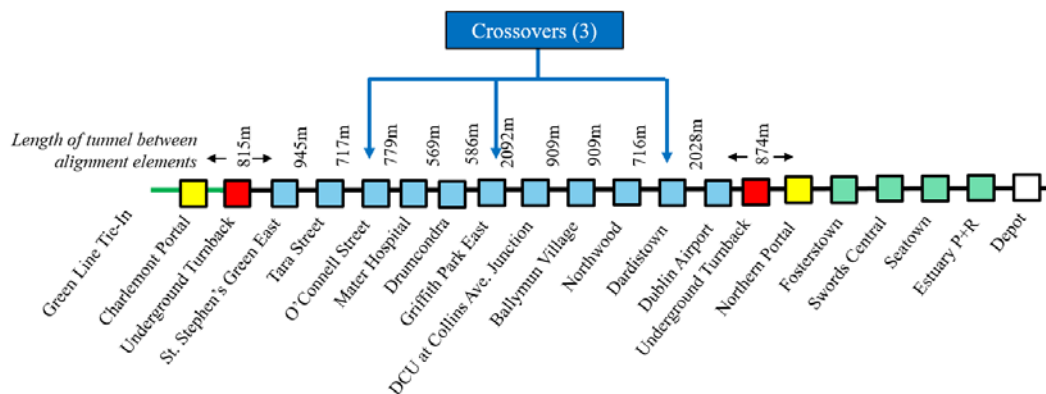 Crossovers (3)
Length of tunnel between
alignment elements
815m
945m
717m
779m
569m
586m
2092m
909m
909m
716m
2028m
874m
Green Line Tie-In
Charlemont Portal
Underground Turnback
St. Stephen’s Green East
Tara Street
O’Connell Street
Mater Hospital
Drumcondra
Griffith Park East
DCU at Collins Ave. Junction
Ballymun Village
Northwood
Dardistown
Dublin Airport
Underground Turnback
Northern Portal
Fosterstown
Swords Central
Seatown
Estuary P+R
Depot